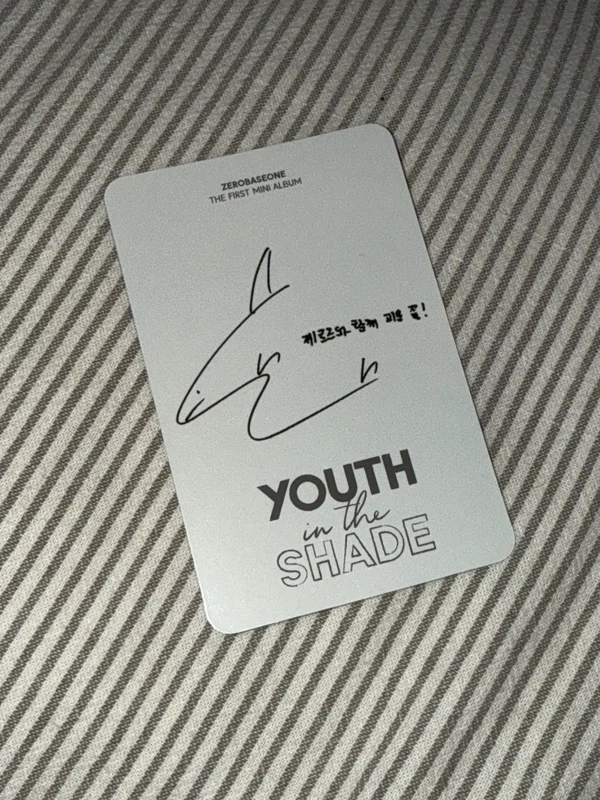 ZEROBASEONE
THE FIRST MINI ALBUM
제로즈와 함께 피울 꽃!
YOUTH
in the
SHADE